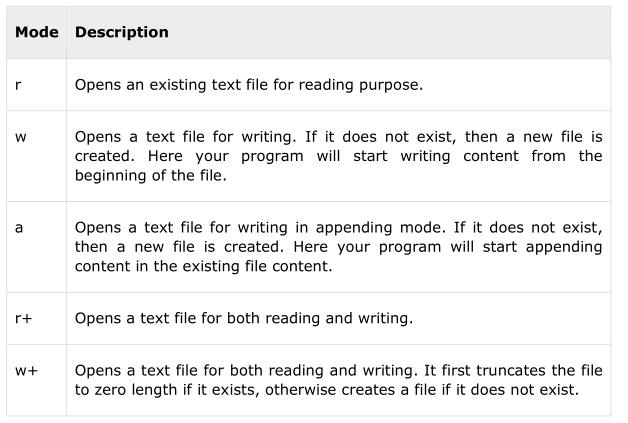 Mode Description
r Opens an existing text file for reading purpose.
w Opens a text file for writing. If it does not exist, then a new file is
created. Here your program will start writing content from the
beginning of the file.
a Opens a text file for writing in appending mode. If it does not exist,
then a new file is created. Here your program will start appending
content in the existing file content.
r+ Opens a text file for both reading and writing.
w+ Opens a text file for both reading and writing. It first truncates the file
to zero length if it exists, otherwise creates a file if it does not exist.